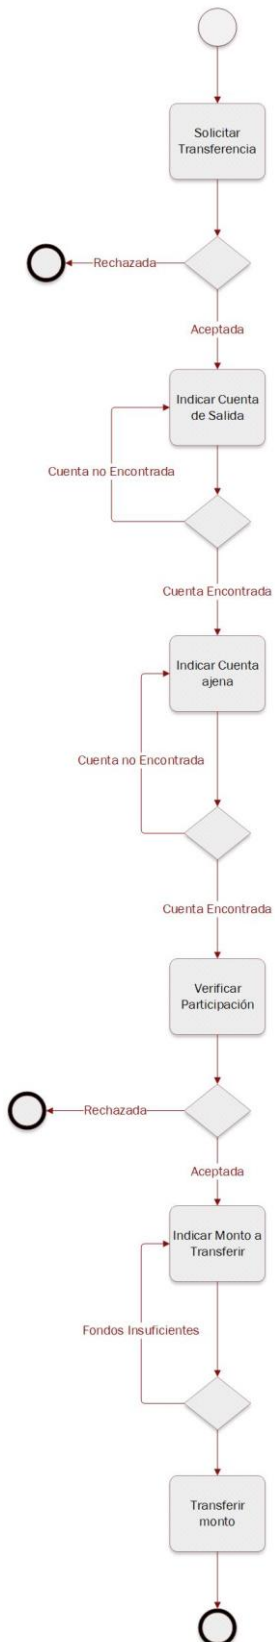 Solicitar
Transferencia
Rechazada
Aceptada
Indicar Cuenta
de Salida
Cuenta no Encontrada
Cuenta Encontrada
Indicar Cuenta
ajena
Cuenta no Encontrada
Cuenta Encontrada
Verificar
Participación
Rechazada
Aceptada
Indicar Monto a
Transferir
Fondos Insuficientes
Transferir
monto